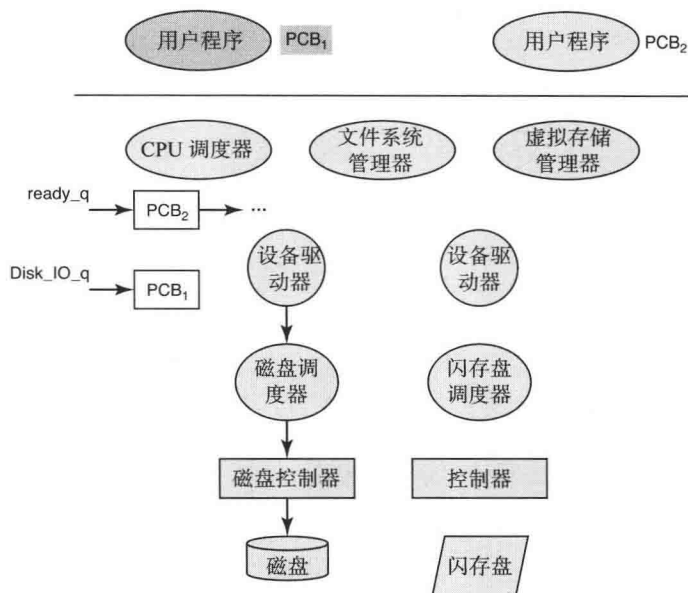 用户程序 PCB₁
用户程序 PCB₂
CPU 调度器
文件系统
管理器
虚拟存储
管理器
ready_q
PCB₂
...
Disk_IO_q
PCB₁
设备驱
动器
设备驱
动器
磁盘调
度器
闪存盘
调度器
磁盘控制器
控制器
磁盘
闪存盘